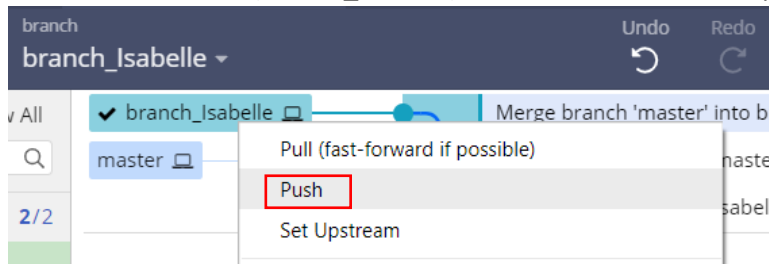 branch
branch_Isabelle
Undo
Redo
All
branch_Isabelle
Merge branch 'master' into b
master
Pull (fast-forward if possible)
Push
2/2
Set Upstream